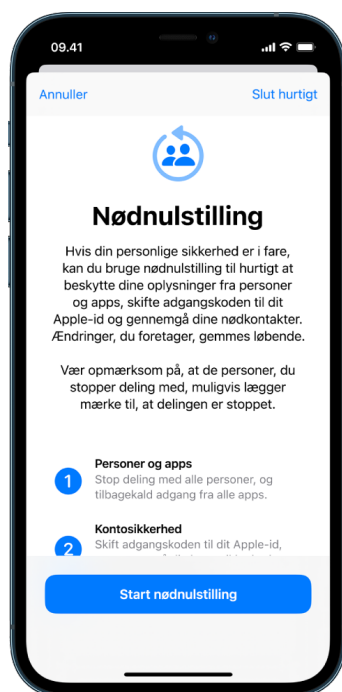 09.41
Annuller
Slut hurtigt
Nødnulstilling
Hvis din personlige sikkerhed er i fare,
kan du bruge nødnulstilling til hurtigt at
beskytte dine oplysninger fra personer
og apps, skifte adgangskoden til dit
Apple-id og gennemgå dine nødkontakter.
Ændringer, du foretager, gemmes løbende.
Vær opmærksom på, at de personer, du
stopper deling med, muligvis lægger
mærke til, at delingen er stoppet.
1
Personer og apps
Stop deling med alle personer, og
tilbagekald adgang fra alle apps.
2
Kontosikkerhed
Skift adgangskoden til dit Apple-id,
Start nødnulstilling